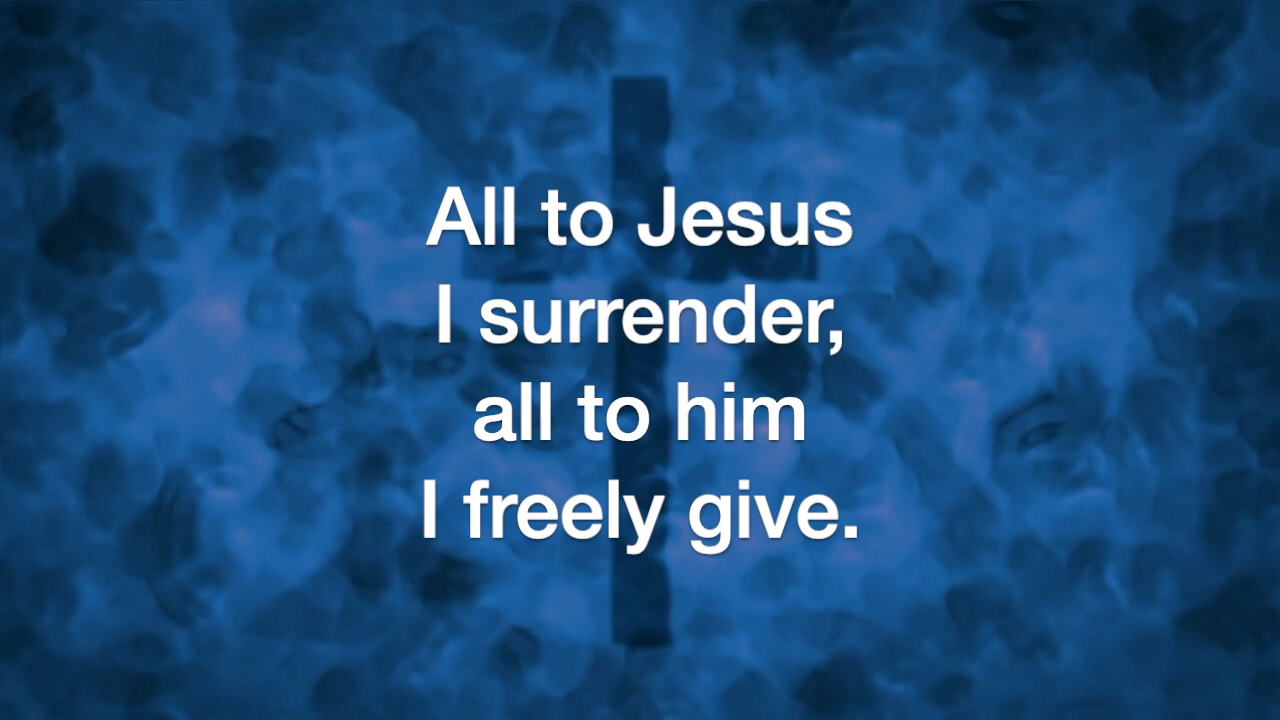 All to Jesus
I surrender,
all to him
I freely give.